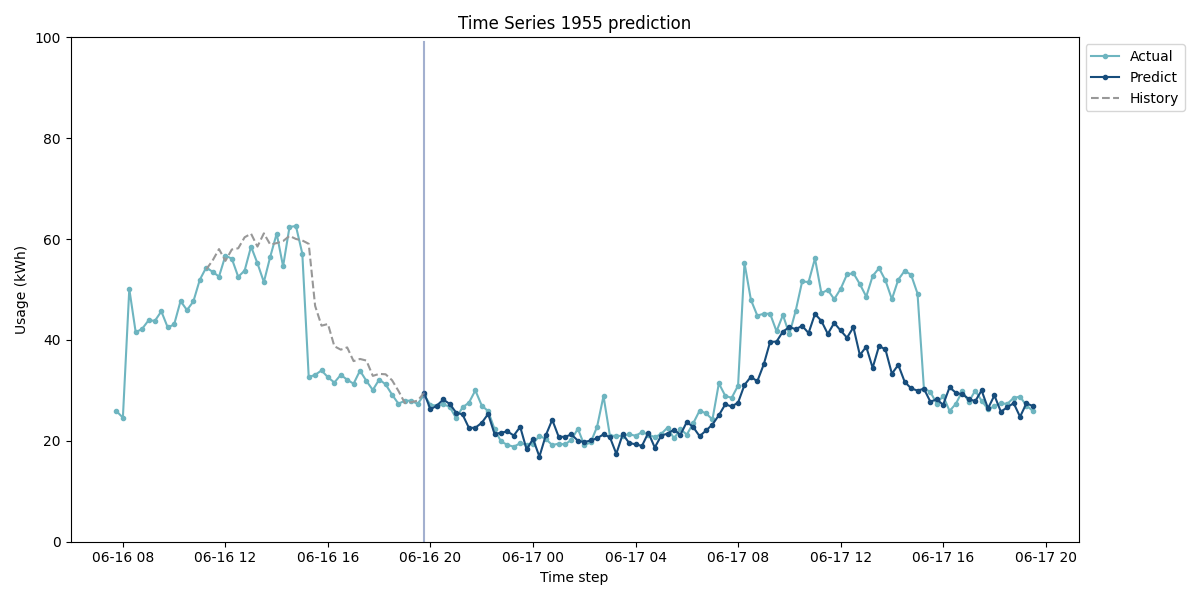 Time Series 1955 prediction
100
80
60
40
20
0
Usage (kWh)
06-16 08
06-16 12
06-16 16
06-16 20
06-17 00
06-17 04
06-17 08
06-17 12
06-17 16
06-17 20
Time step
Actual
Predict
History